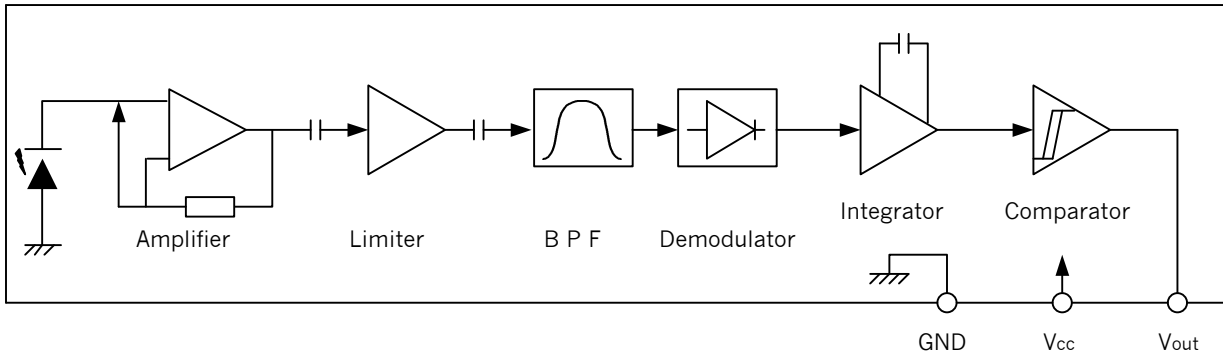 Integrator
Comparator
Amplifier
Limiter
B P F
Demodulator
GND
Vcc
Vout